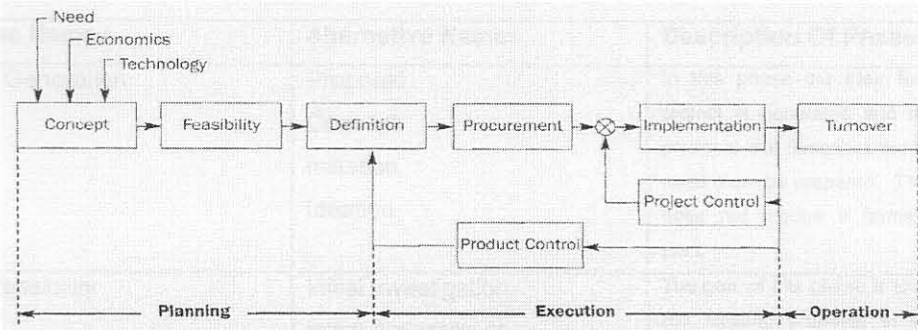 Need
Economics
Technology
Concept
Feasibility
Definition
Procurement
Implementation
Turnover
Project Control
Product Control
Planning
Execution
Operation